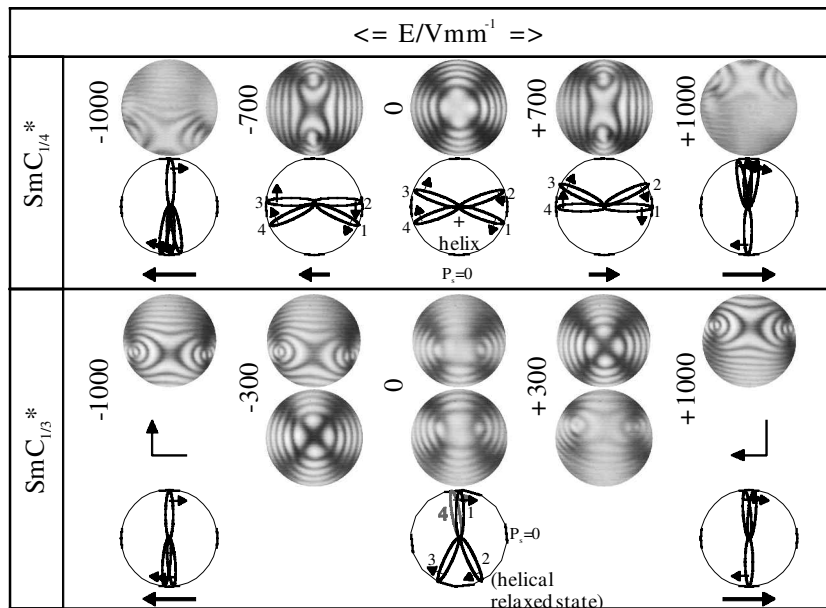 <= E/Vmm-1 =>
SmC1/4*
-1000
-700
0
+700
+1000
3 2
4 1
3 2
4 1
+
helix
3 2
4 1
Ps=0
SmC1/3*
-1000
-300
0
+300
+1000
4 1
3 2
Ps=0
(helical
relaxed state)